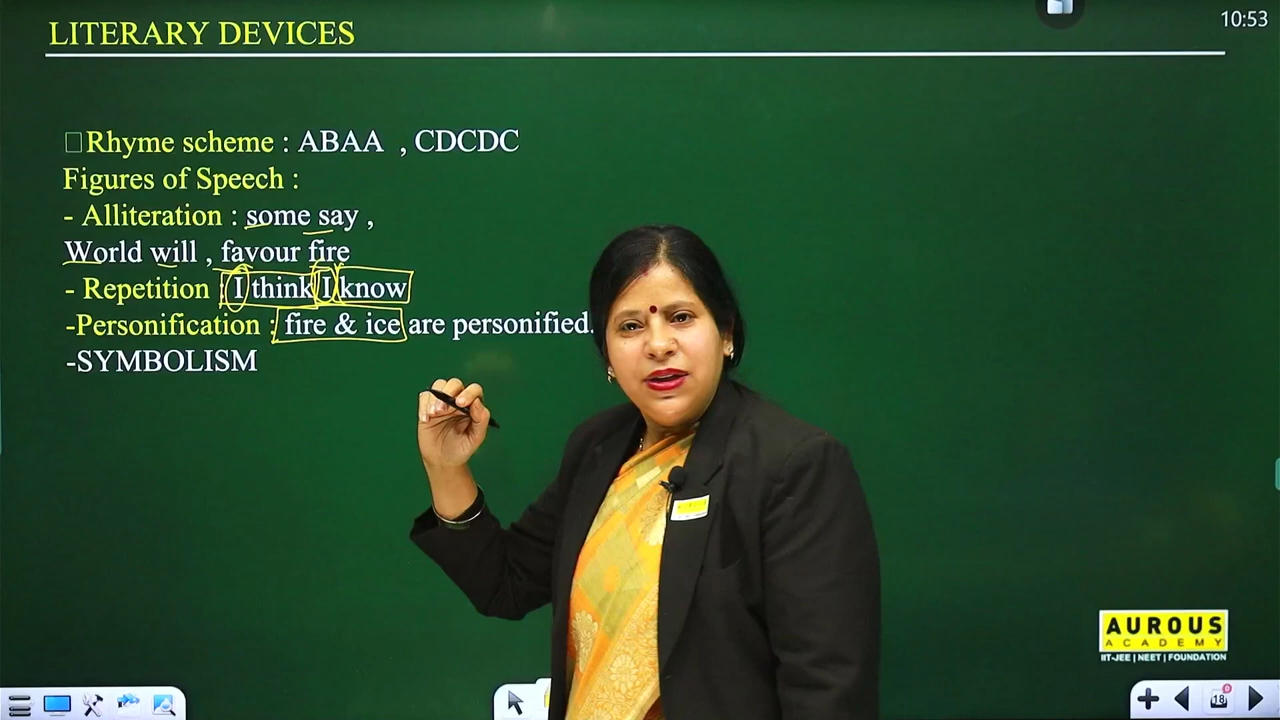 LITERARY DEVICES
10:53
Rhyme scheme : ABAA , CDCDC
Figures of Speech :
- Alliteration : some say ,
World will , favour fire
- Repetition : I think I know
-Personification : fire & ice are personified.
-SYMBOLISM
AUROUS
ACADEMY
IIT-JEE | NEET | FOUNDATION
18